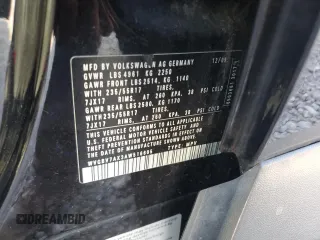 MFD BY VOLKSWAGEN AG GERMANY 12/09
GVWR LBS 4961 KG 2250
GAWR FRONT LBS 2514, KG 1140
WITH 235/55R17 TIRES,
7JX17 RIMS, AT 260 KPA, 38 PSI COLD
GAWR REAR LBS 2580, KG 1170
WITH 235/55R17 TIRES,
7JX17 RIMS, AT 260 KPA, 38 PSI COLD
THIS VEHICLE CONFORMS TO ALL APPLICABLE
U.S. FEDERAL MOTOR VEHICLE SAFETY AND
THEFT PREVENTION STANDARDS IN EFFECT ON THE
DATE OF MANUFACTURE SHOWN ABOVE.
TYPE: MPV
© AUTOBIDMASTER